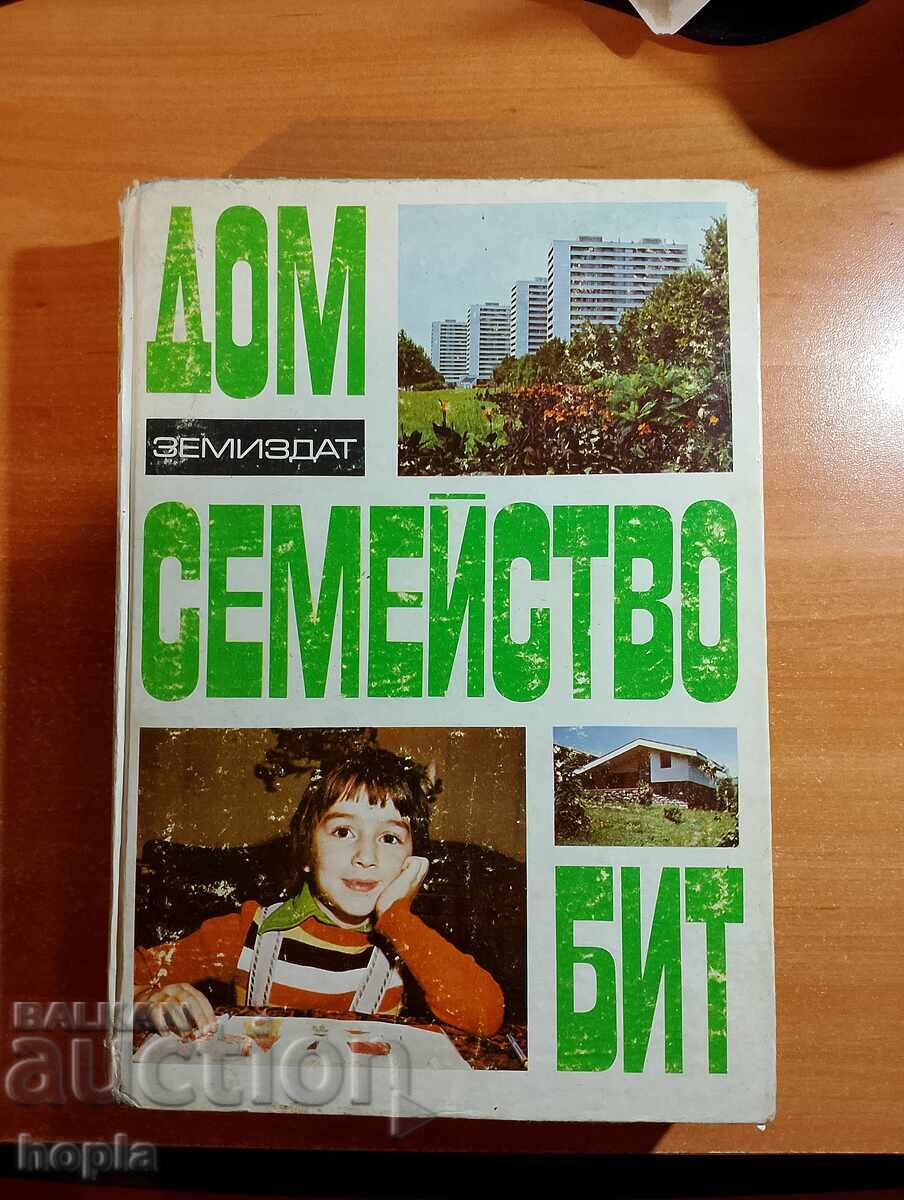 ДОМ
ЗЕМИЗДАТ
СЕМЕЙСТВО
БИТ
BALKAN
auction
hopla